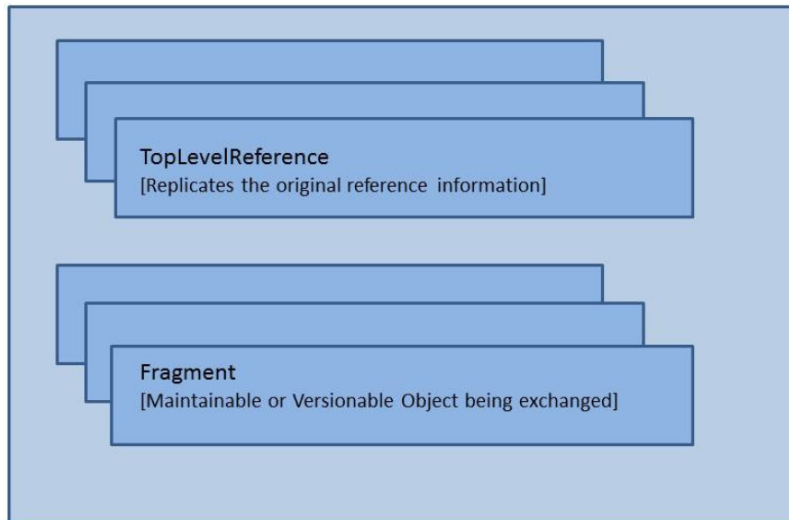 TopLevelReference
[Replicates the original reference information]
Fragment
[Maintainable or Versionable Object being exchanged]